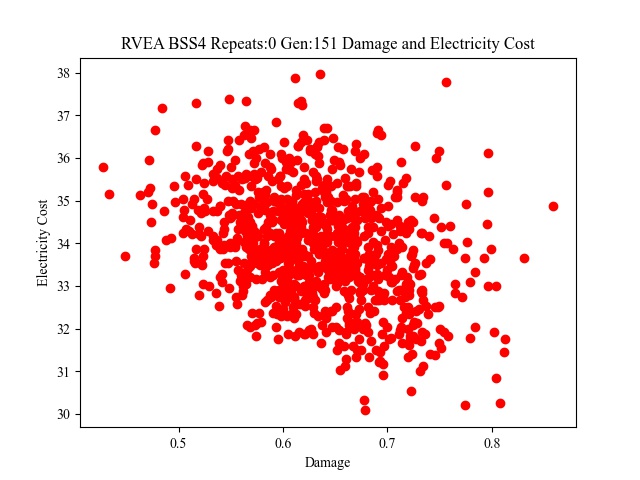 RVEA BSS4 Repeats:0 Gen:151 Damage and Electricity Cost
38
37
36
35
34
33
32
31
30
Electricity Cost
0.5 0.6 0.7 0.8
Damage